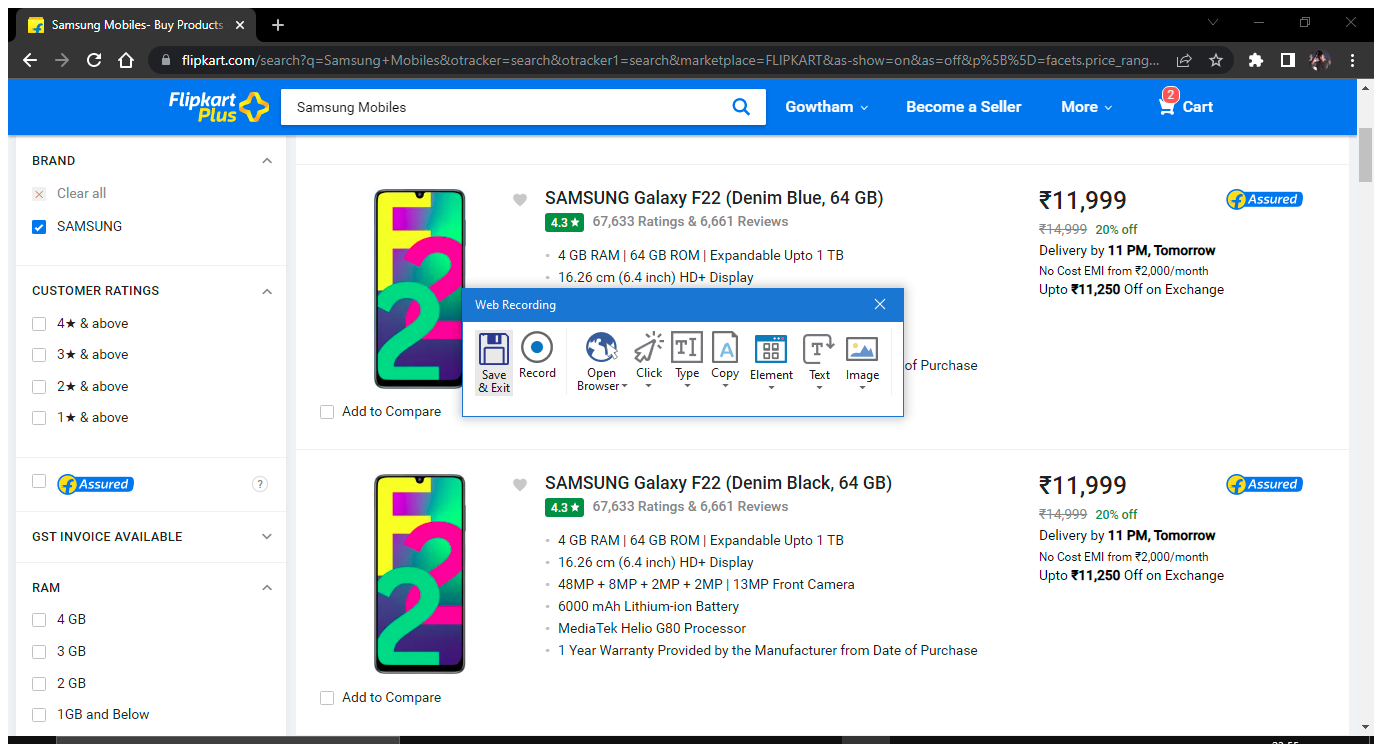 Samsung Mobiles- Buy Products
flipkart.com/search?q=Samsung+Mobiles&otracker=search&otracker1=search&marketplace=FLIPKART&as-show=on&as=off&p%5B%5D=facets.price_rang...
Flipkart
Plus
Samsung Mobiles
Gowtham
Become a Seller
More
2
Cart
BRAND
Clear all
SAMSUNG
CUSTOMER RATINGS
4★ & above
3★ & above
2★ & above
1★ & above
Assured
?
GST INVOICE AVAILABLE
RAM
4 GB
3 GB
2 GB
1GB and Below
F22
SAMSUNG Galaxy F22 (Denim Blue, 64 GB)
4.3★ 67,633 Ratings & 6,661 Reviews
4 GB RAM | 64 GB ROM | Expandable Upto 1 TB
16.26 cm (6.4 inch) HD+ Display
of Purchase
Add to Compare
₹11,999
₹14,999 20% off
Delivery by 11 PM, Tomorrow
No Cost EMI from ₹2,000/month
Upto ₹11,250 Off on Exchange
Assured
Web Recording
Save
& Exit
Record
Open
Browser
Click
Type
Copy
Element
Text
Image
F22
SAMSUNG Galaxy F22 (Denim Black, 64 GB)
4.3★ 67,633 Ratings & 6,661 Reviews
4 GB RAM | 64 GB ROM | Expandable Upto 1 TB
16.26 cm (6.4 inch) HD+ Display
48MP + 8MP + 2MP + 2MP | 13MP Front Camera
6000 mAh Lithium-ion Battery
MediaTek Helio G80 Processor
1 Year Warranty Provided by the Manufacturer from Date of Purchase
Add to Compare
₹11,999
₹14,999 20% off
Delivery by 11 PM, Tomorrow
No Cost EMI from ₹2,000/month
Upto ₹11,250 Off on Exchange
Assured